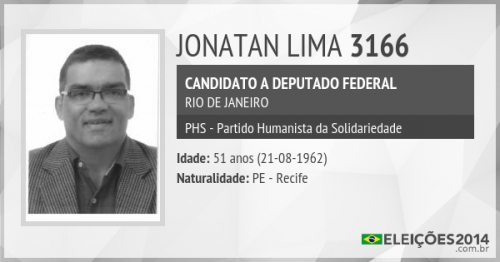 JONATAN LIMA 3166
CANDIDATO A DEPUTADO FEDERAL
RIO DE JANEIRO
PHS - Partido Humanista da Solidariedade
Idade: 51 anos (21-08-1962)
Naturalidade: PE - Recife
ELEIÇÕES2014
.com.br